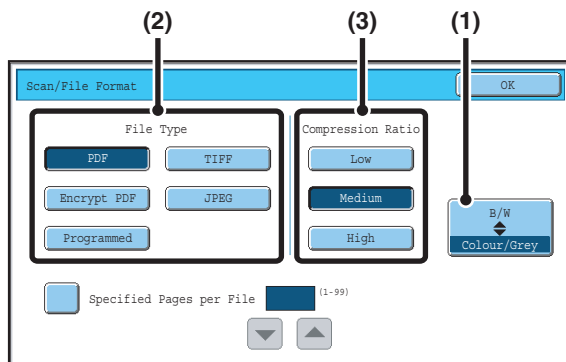 (2) (3) (1)
Scan/File Format OK
File Type Compression Ratio
PDF TIFF Low
Encrypt PDF JPEG Medium
B/W
Programmed High Colour/Grey
Specified Pages per File (1-99)